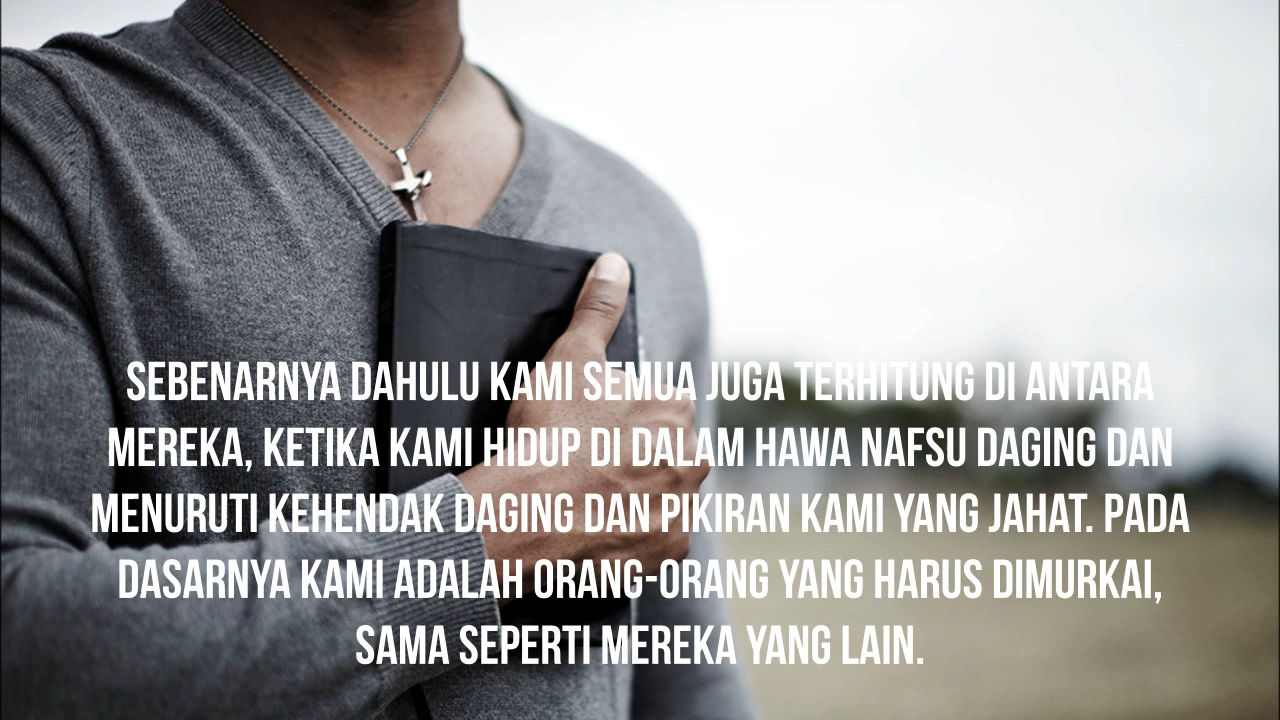 SEBENARNYA DAHULU KAMI SEMUA JUGA TERHITUNG DI ANTARA
MEREKA, KETIKA KAMI HIDUP DI DALAM HAWA NAFSU DAGING DAN
MENURUTI KEHENDAK DAGING DAN PIKIRAN KAMI YANG JAHAT. PADA
DASARNYA KAMI ADALAH ORANG-ORANG YANG HARUS DIMURKAI,
SAMA SEPERTI MEREKA YANG LAIN.